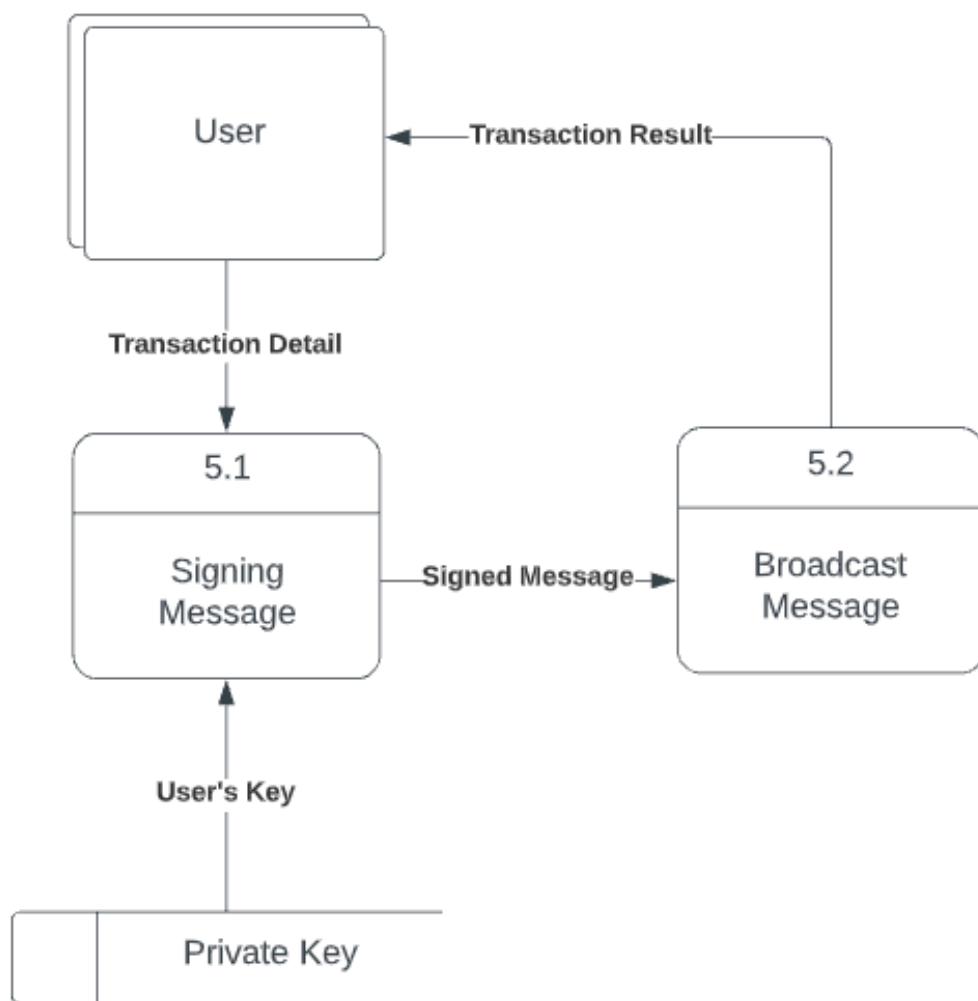 User
Transaction Result
Transaction Detail
5.1
Signing
Message
Signed Message
5.2
Broadcast
Message
User's Key
Private Key